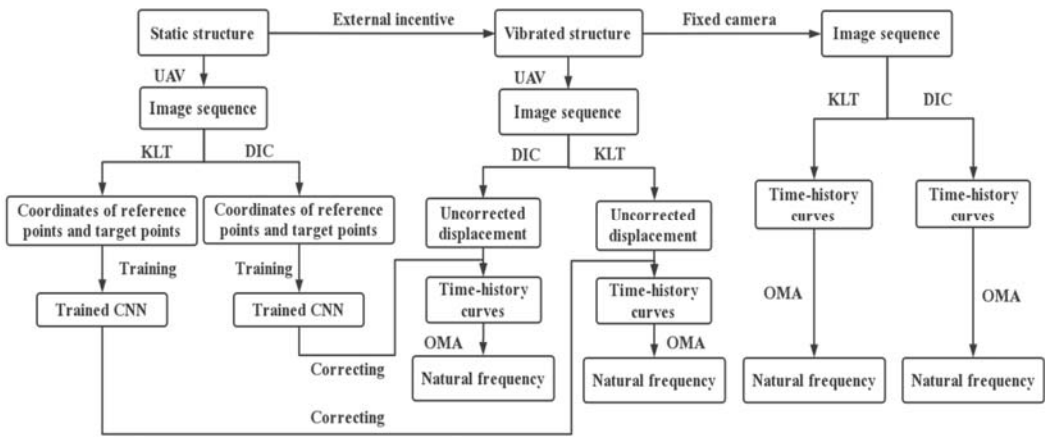 Static structure
External incentive
Vibrated structure
Fixed camera
Image sequence
UAV
UAV
Image sequence
Image sequence
KLT
DIC
DIC
KLT
KLT
DIC
Coordinates of reference
points and target points
Coordinates of reference
points and target points
Uncorrected
displacement
Uncorrected
displacement
Time-history
curves
Time-history
curves
Training
Training
Trained CNN
Trained CNN
Time-history
curves
Time-history
curves
OMA
OMA
OMA
OMA
Correcting
Natural frequency
Natural frequency
Natural frequency
Natural frequency
Correcting